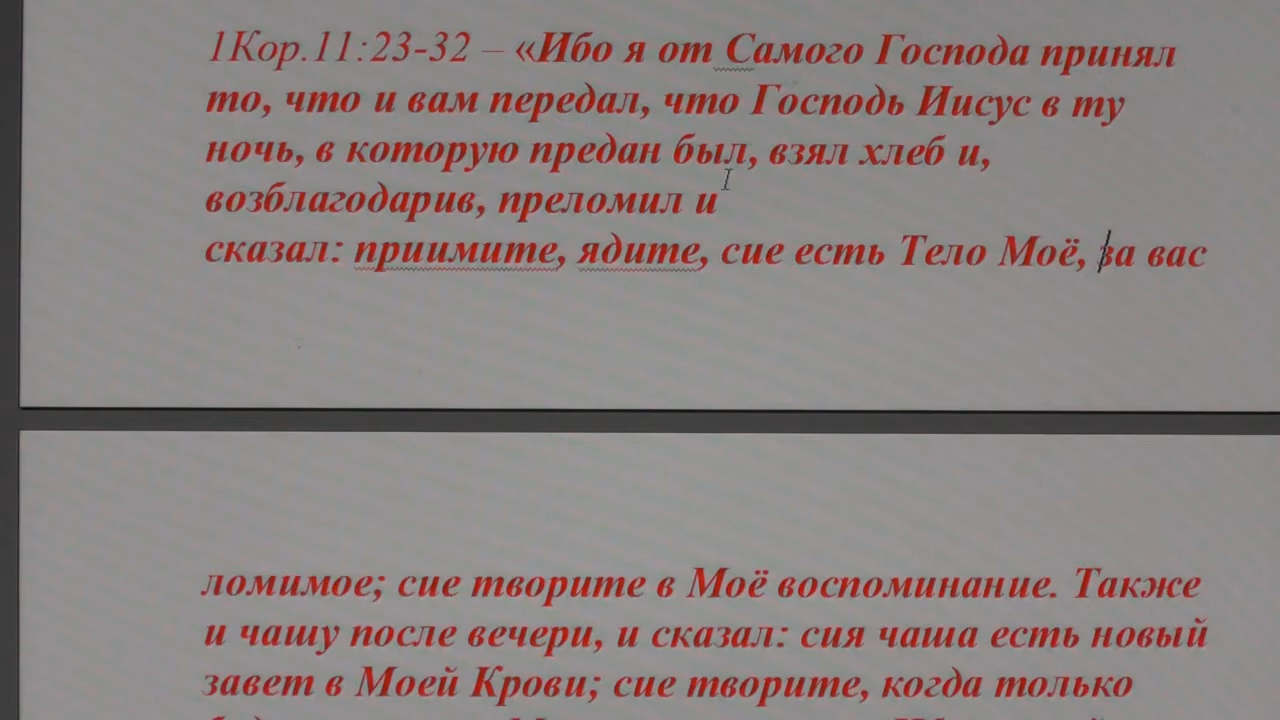 1Кор.11:23-32 – «Ибо я от Самого Господа принял
то, что и вам передал, что Господь Иисус в ту
ночь, в которую предан был, взял хлеб и,
возблагодарив, преломил и
сказал: приимите, ядите, сие есть Тело Моё, за вас
ломимое; сие творите в Моё воспоминание. Также
и чашу после вечери, и сказал: сия чаша есть новый
завет в Моей Крови; сие творите, когда только